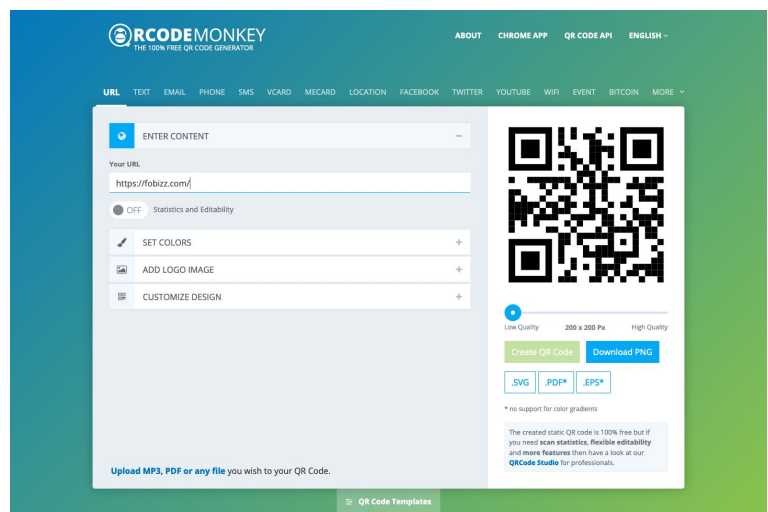 RCODEMONKEY
THE 100% FREE QR CODE GENERATOR
ABOUT CHROME APP QR CODE API ENGLISH
URL TEXT EMAIL PHONE SMS VCARD MECARD LOCATION FACEBOOK TWITTER YOUTUBE WIFI EVENT BITCOIN MORE
ENTER CONTENT
Your URL
https://fobizz.com/
OFF Statistics and Editability
SET COLORS
ADD LOGO IMAGE
CUSTOMIZE DESIGN
Upload MP3, PDF or any file you wish to your QR Code.
Low Quality 200 x 200 Px High Quality
Create QR Code Download PNG
.SVG .PDF* .EPS*
* no support for color gradients
The created static QR code is 100% free but if
you need scan statistics, flexible editability
and more features then have a look at our
QRCode Studio for professionals.
QR Code Templates